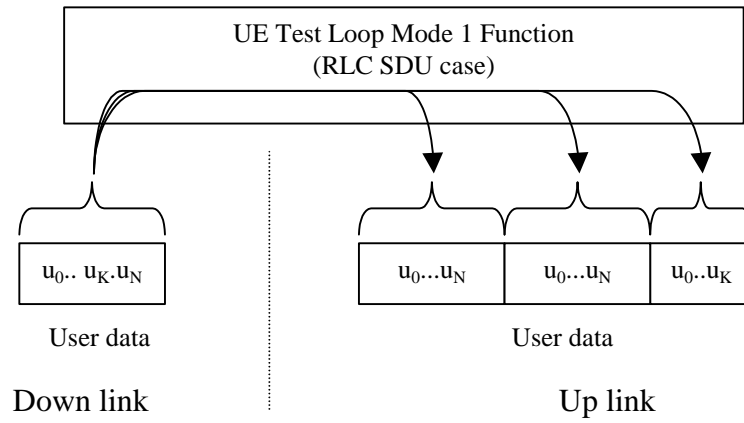 UE Test Loop Mode 1 Function
(RLC SDU case)
u0.. uK.uN
u0...uN
u0...uN
u0..uK
User data
User data
Down link
Up link